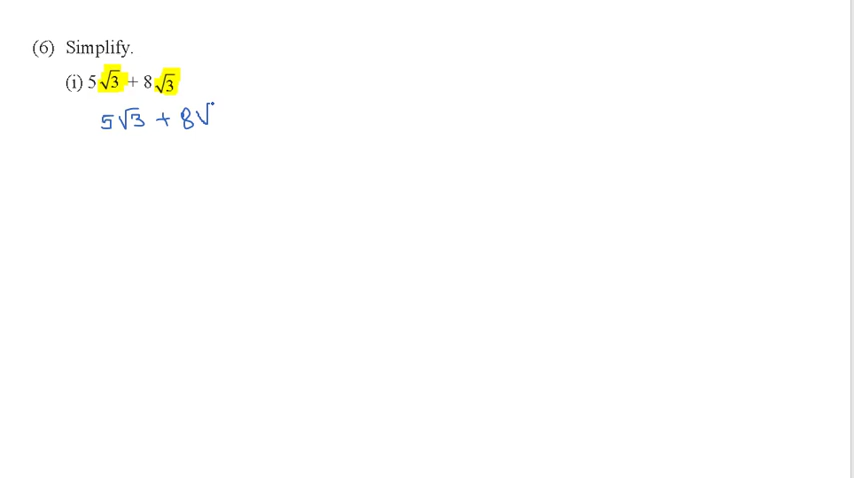 (6) Simplify.
(i) 5√3 + 8√3
5√3 + 8√